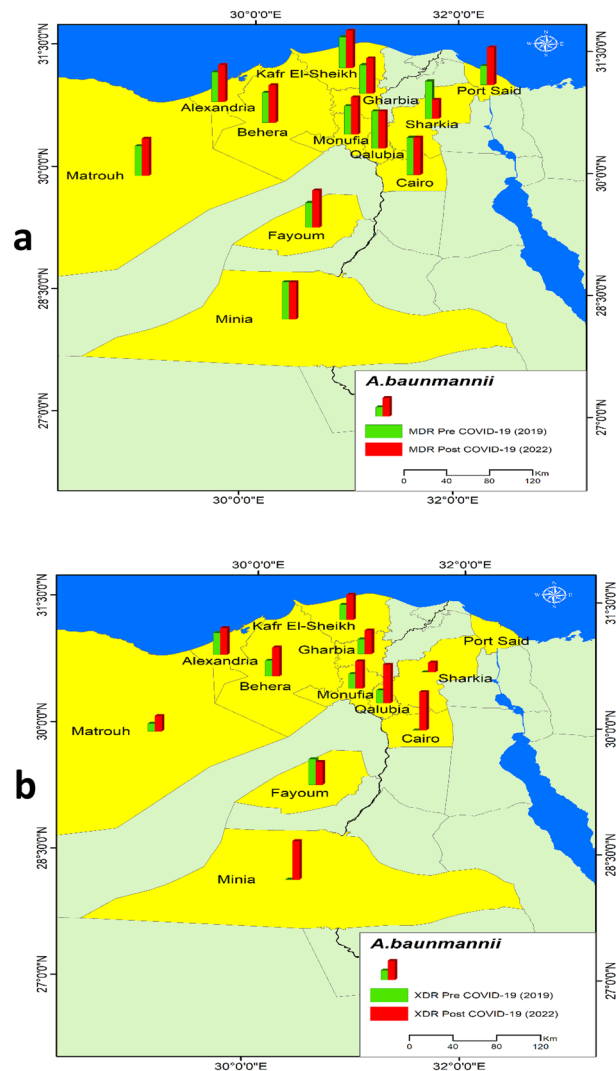 30°0'0"E 32°0'0"E
31°30'0"N 31°30'0"N
N
W E
S
Kafr El-Sheikh
Port Said
Gharbia
Alexandria
Sharkia
Behera
Monufia
Qalubia
30°0'0"N 30°0'0"N
Matrouh
Cairo
a
Fayoum
28°30'0"N 28°30'0"N
Minia
A.baunmannii
27°0'0"N 27°0'0"N
MDR Pre COVID-19 (2019)
MDR Post COVID-19 (2022)
Km
0 40 80 120
30°0'0"E 32°0'0"E
30°0'0"E 32°0'0"E
31°30'0"N 31°30'0"N
N
W E
S
Kafr El-Sheikh
Port Said
Gharbia
Alexandria
Sharkia
Behera
Monufia
Qalubia
30°0'0"N 30°0'0"N
Matrouh
Cairo
b
Fayoum
28°30'0"N 28°30'0"N
Minia
A.baunmannii
27°0'0"N 27°0'0"N
XDR Pre COVID-19 (2019)
XDR Post COVID-19 (2022)
Km
0 40 80 120
30°0'0"E 32°0'0"E